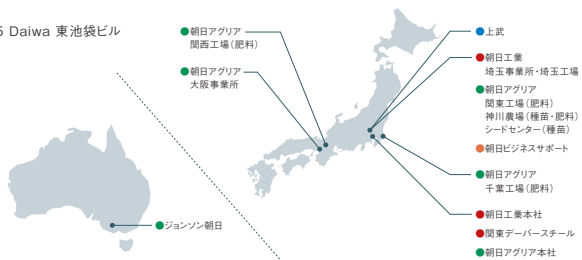 5 Daiwa 東池袋ビル
朝日アグリア
関西工場（肥料）
朝日アグリア
大阪事業所
ジョンソン朝日
上武
朝日工業
埼玉事業所・埼玉工場
朝日アグリア
関東工場（肥料）
神川農場（種苗・肥料）
シードセンター（種苗）
朝日ビジネスサポート
朝日アグリア
千葉工場（肥料）
朝日工業本社
関東デーバースチール
朝日アグリア本社